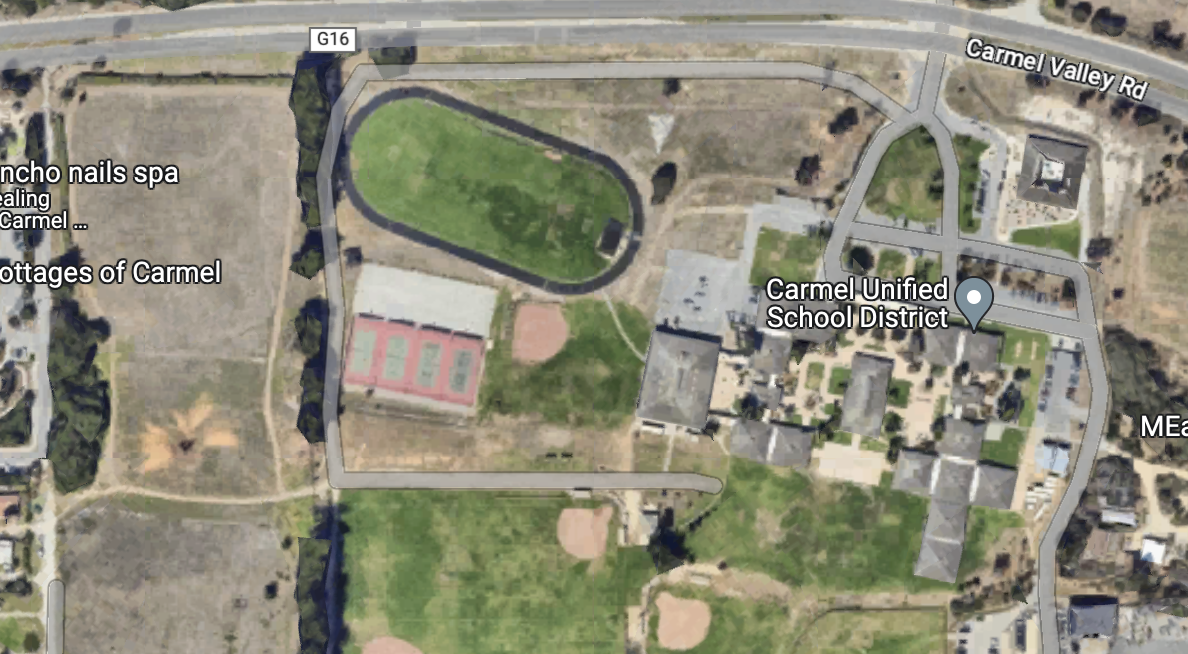 G16
Carmel Valley Rd
ncho nails spa
ealing
Carmel ...
ottages of Carmel
Carmel Unified
School District
MEa